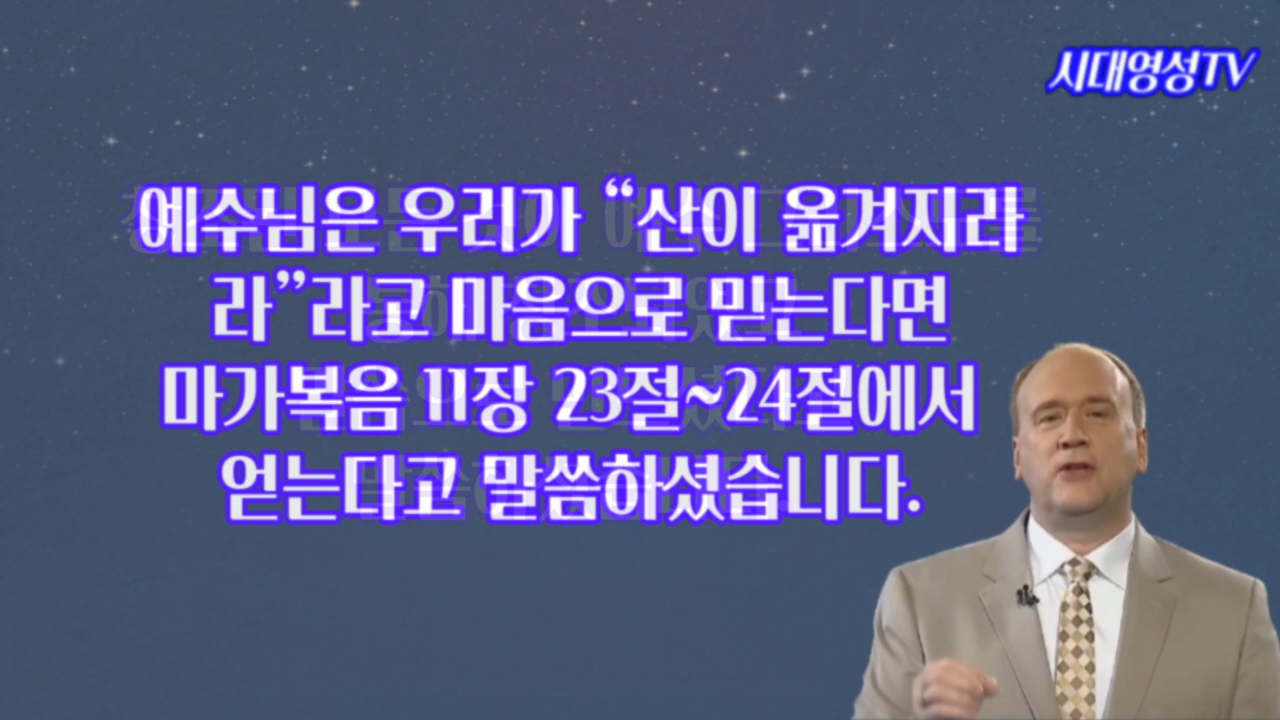 시대영성TV
예수님은 우리가 “산이 옮겨지리
라”라고 마음으로 믿는다면
마가복음 11장 23절~24절에서
얻는다고 말씀하셨습니다.